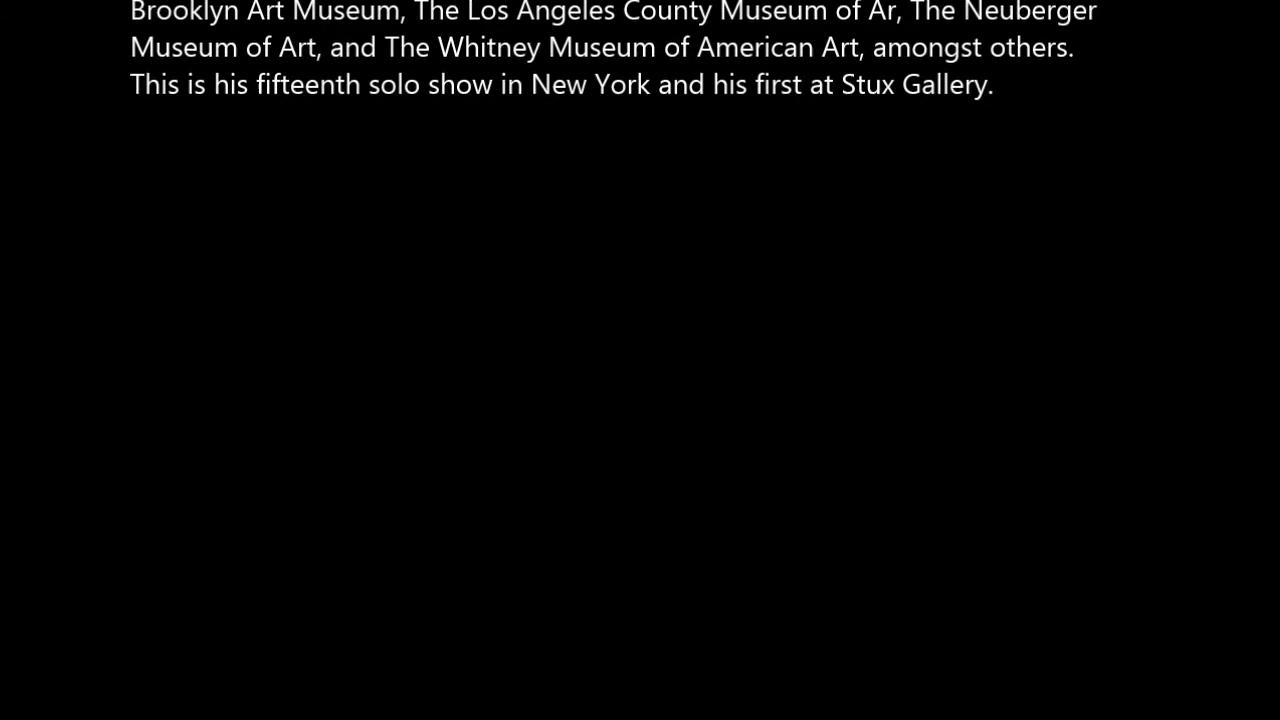 Brooklyn Art Museum, The Los Angeles County Museum of Ar, The Neuberger
Museum of Art, and The Whitney Museum of American Art, amongst others.
This is his fifteenth solo show in New York and his first at Stux Gallery.